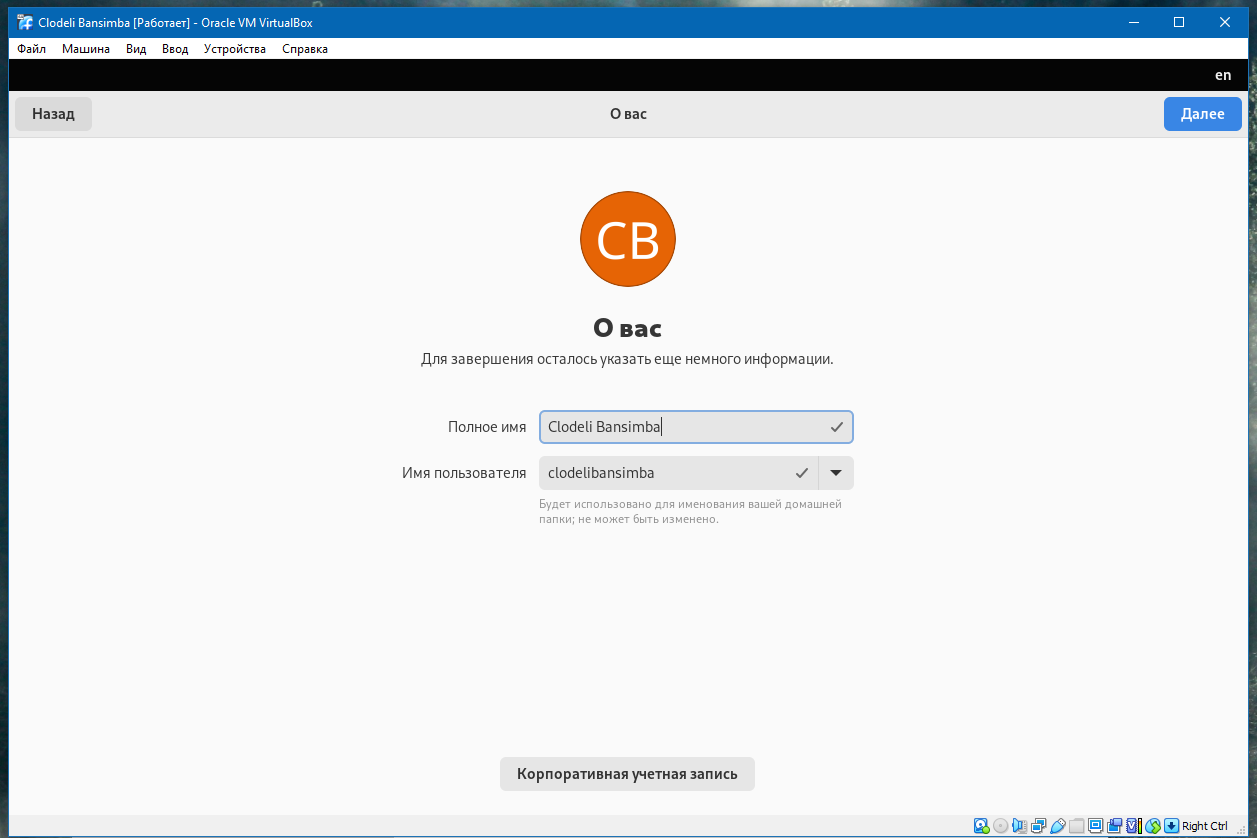 Clodeli Bansimba [Работает] - Oracle VM VirtualBox
Файл Машина Вид Ввод Устройства Справка
en
Назад О вас Далее
CB
О вас
Для завершения осталось указать еще немного информации.
Полное имя Clodeli Bansimba
Имя пользователя clodelibansimba
Будет использовано для именования вашей домашней
папки; не может быть изменено.
Корпоративная учетная запись
Right Ctrl